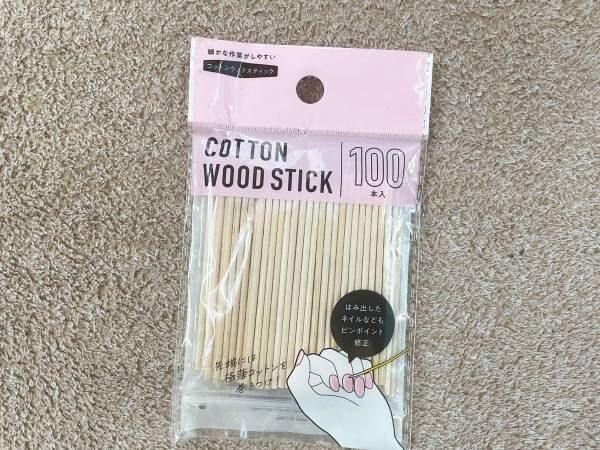 細かな作業がしやすい
コットンウッドスティック
COTTON
WOOD STICK
100
本入
はみ出した
ネイルなども
ピンポイント
修正
先端には
極薄コットンを
巻きつけ!